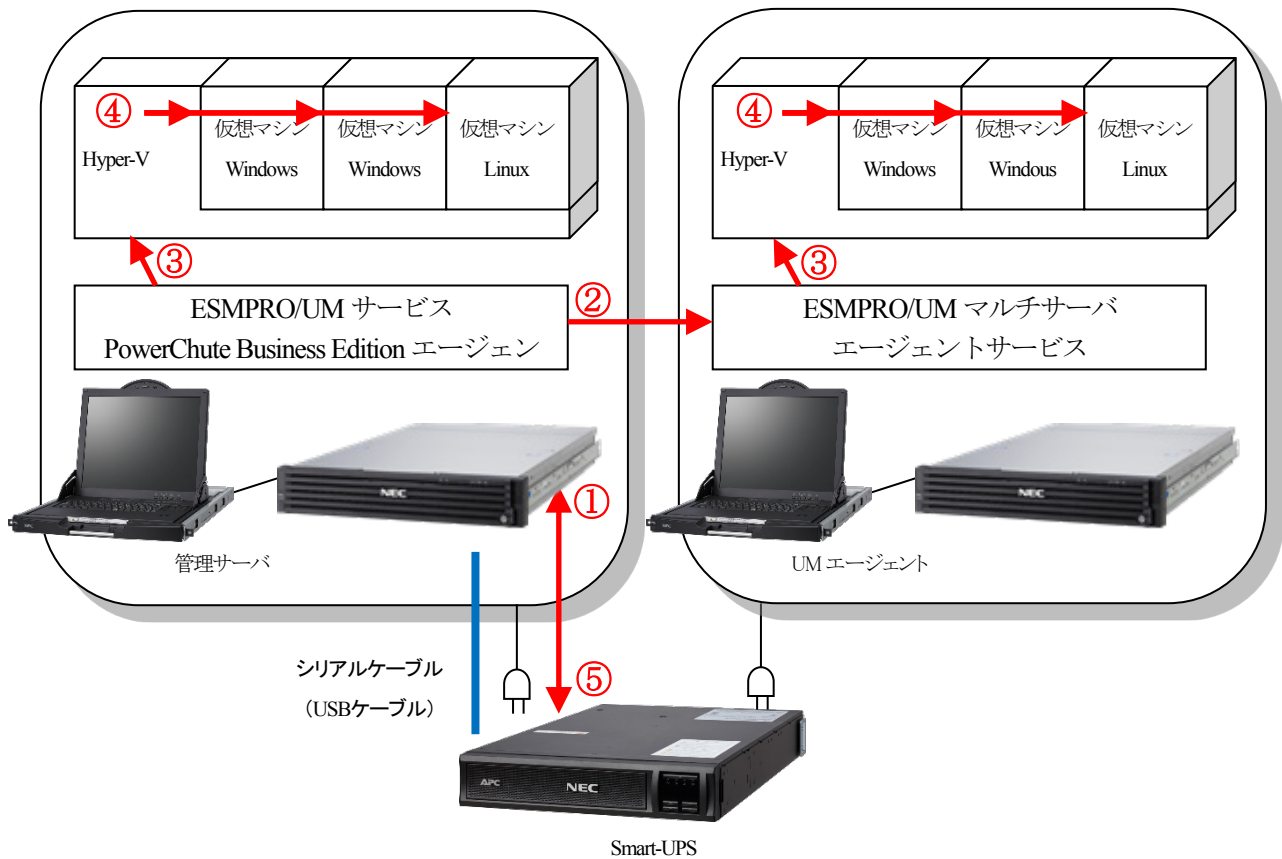 ④
仮想マシン
仮想マシン
仮想マシン
Hyper-V
Windows
Windows
Linux
③
ESMPRO/UM サービス
PowerChute Business Edition エージェン
②
NEC
①
管理サーバ
④
仮想マシン
仮想マシン
仮想マシン
Hyper-V
Windows
Windous
Linux
③
ESMPRO/UM マルチサーバ
エージェントサービス
NEC
UM エージェント
シリアルケーブル
（USBケーブル）
⑤
APC
NEC
Smart-UPS